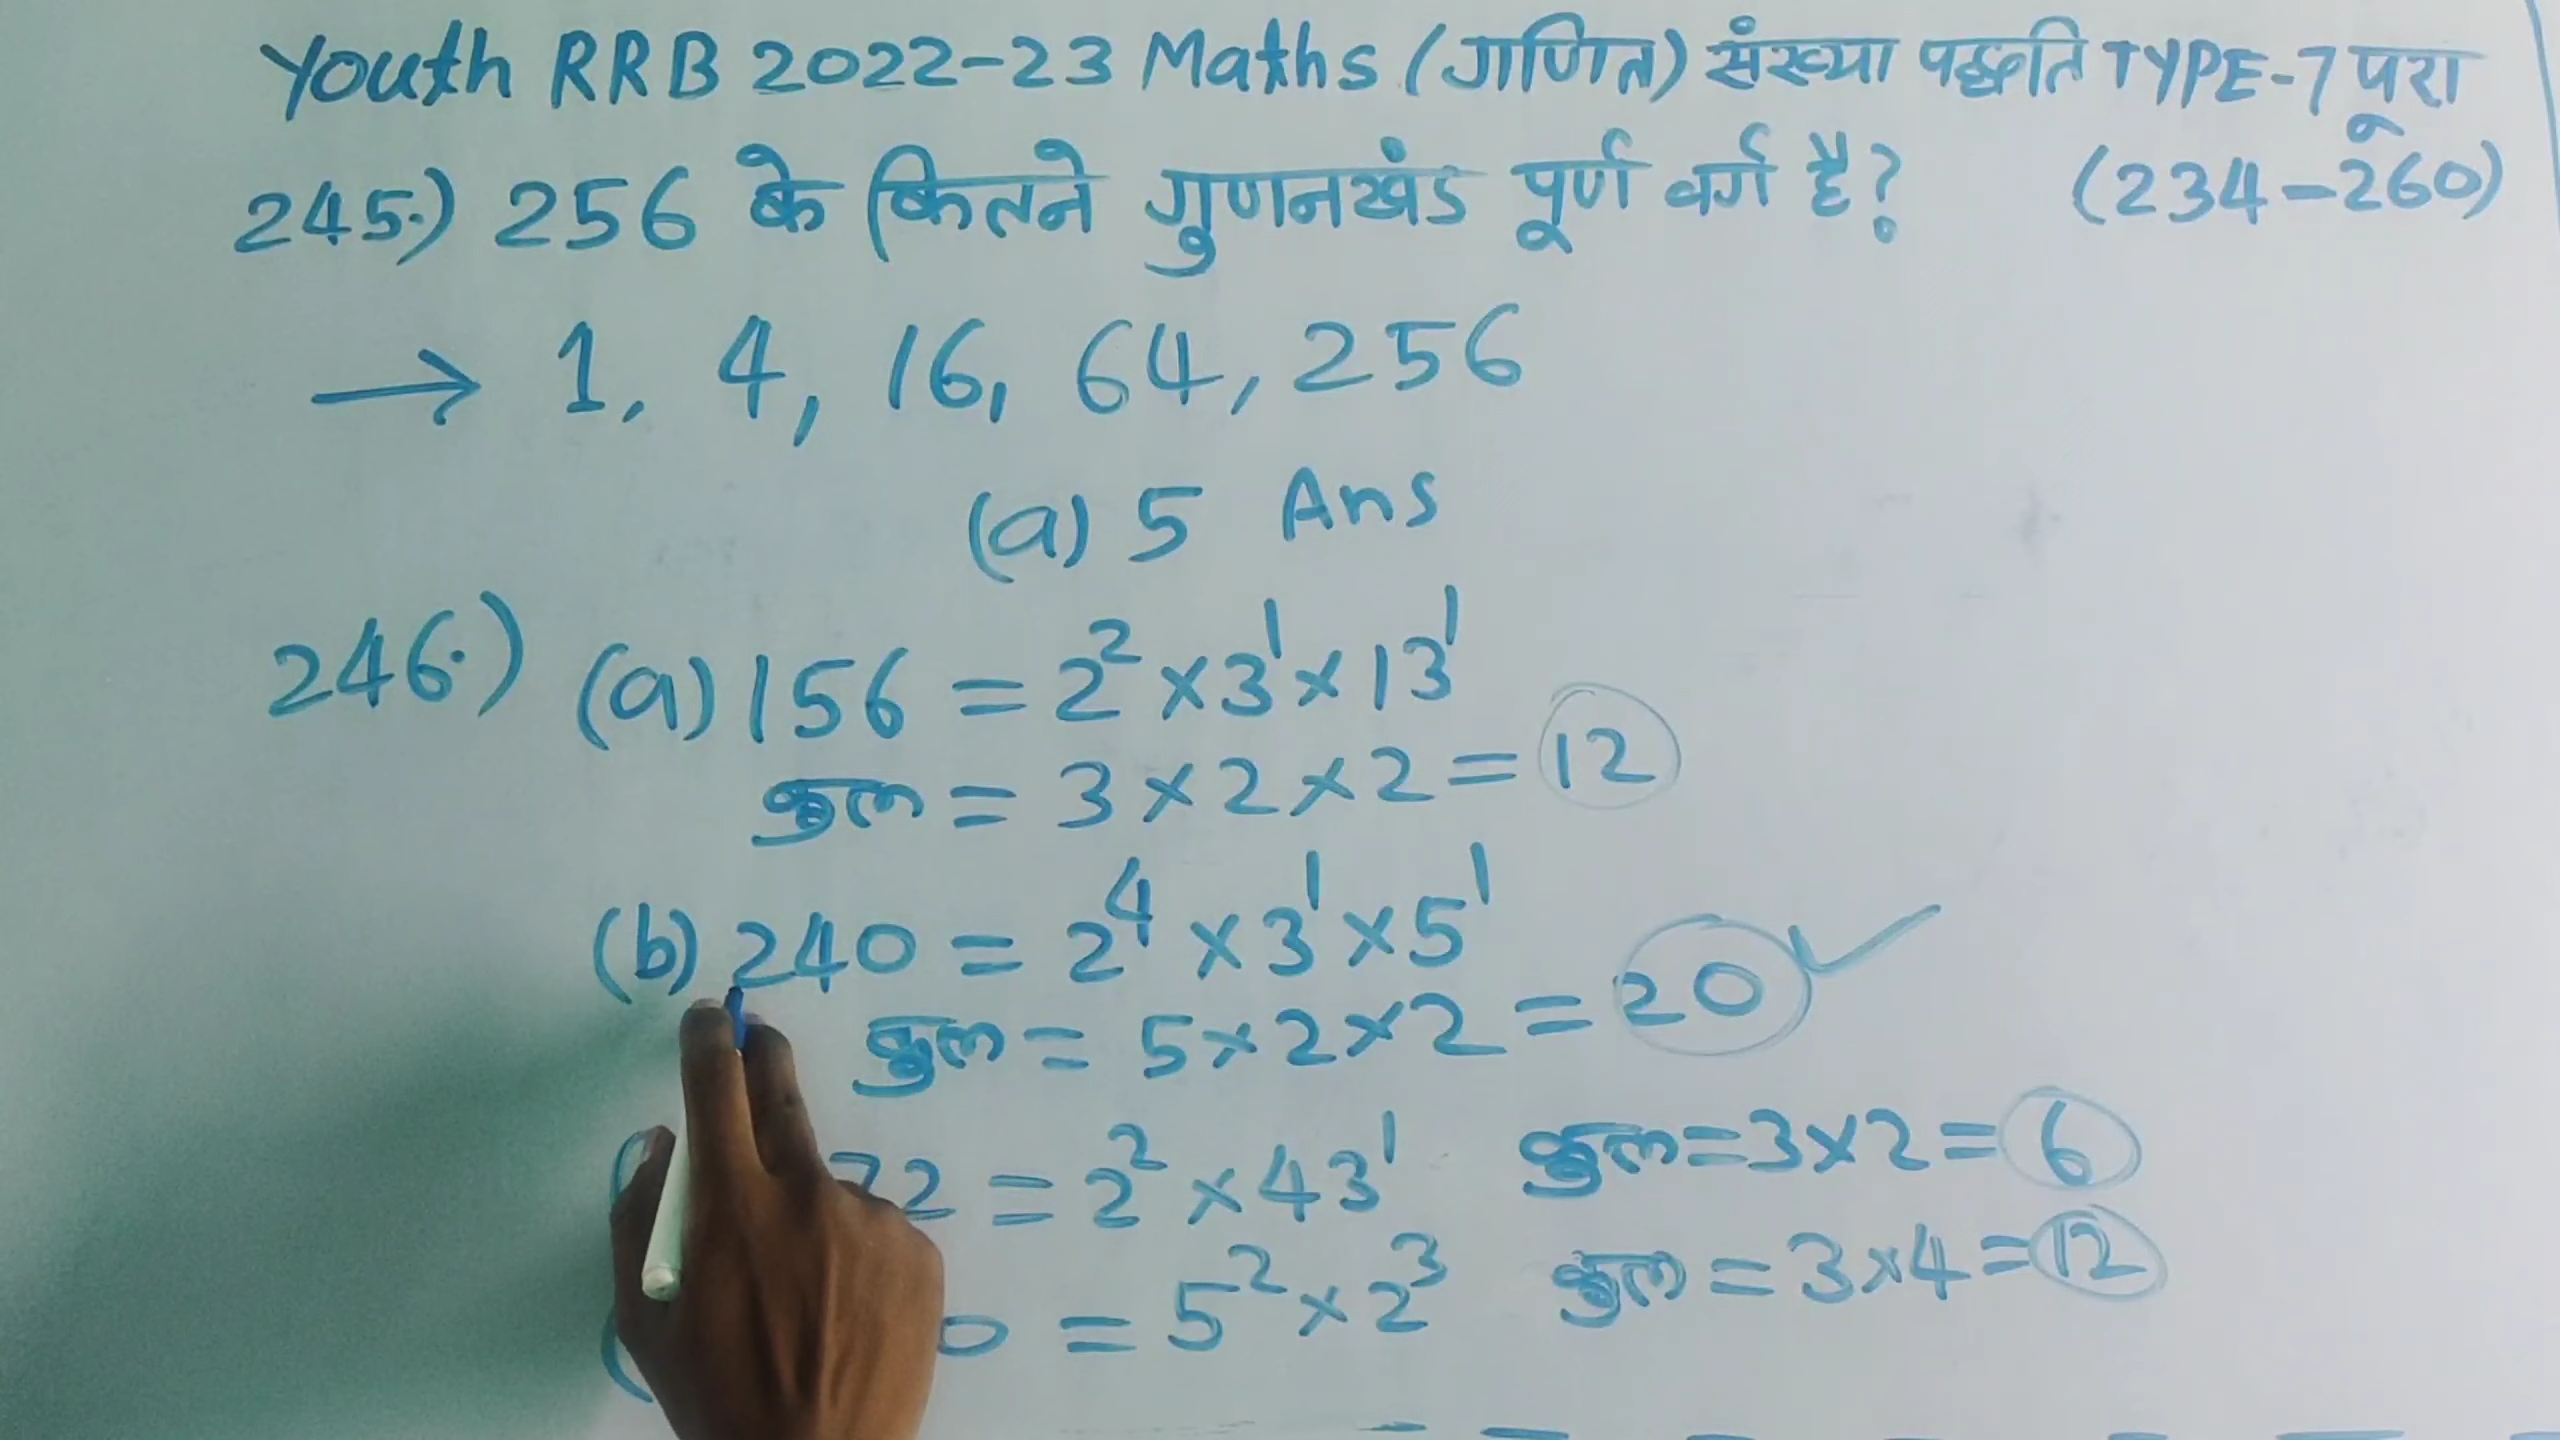 Youth RRB 2022-23 Maths (गणित) संख्या पद्धति TYPE-7 पूरा
245.) 256 के कितने गुणनखंड पूर्ण वर्ग है? (234-260)
→ 1, 4, 16, 64, 256
(a) 5 Ans
246.) (a) 156 = 2² × 3¹ × 13¹
कुल = 3 × 2 × 2 = 12
(b) 240 = 2⁴ × 3¹ × 5¹
कुल = 5 × 2 × 2 = 20 ✓
72 = 2² × 43¹ कुल = 3 × 2 = 6
0 = 5² × 2³ कुल = 3 × 4 = 12